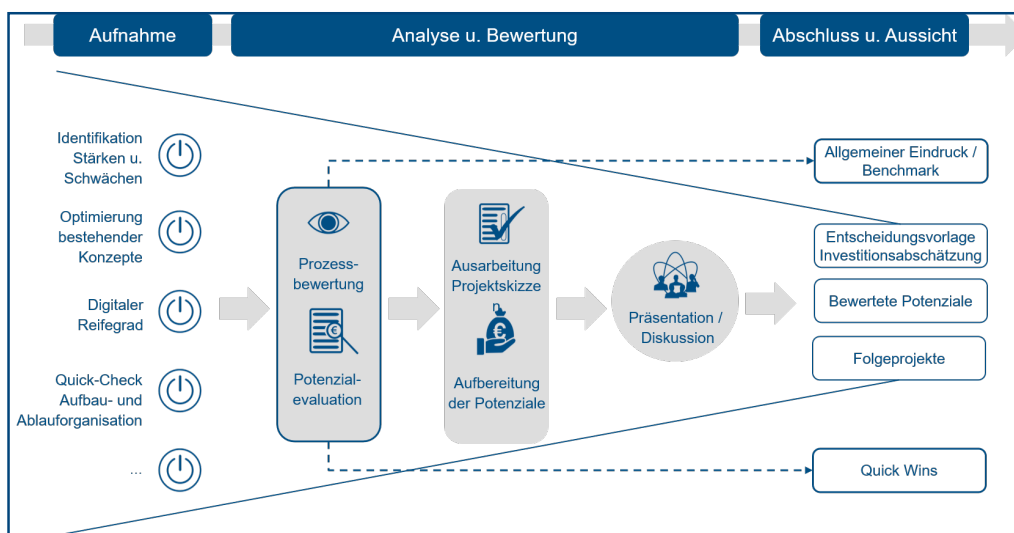 Aufnahme
Analyse u. Bewertung
Abschluss u. Aussicht
Identifikation
Stärken u.
Schwächen
Optimierung
bestehender
Konzepte
Digitaler
Reifegrad
Quick-Check
Aufbau- und
Ablauforganisation
...
Prozess-
bewertung
€
Potenzial-
evaluation
Ausarbeitung
Projektskizze
€
Aufbereitung
der Potenziale
Präsentation /
Diskussion
Allgemeiner Eindruck /
Benchmark
Entscheidungsvorlage
Investitionsabschätzung
Bewertete Potenziale
Folgeprojekte
Quick Wins